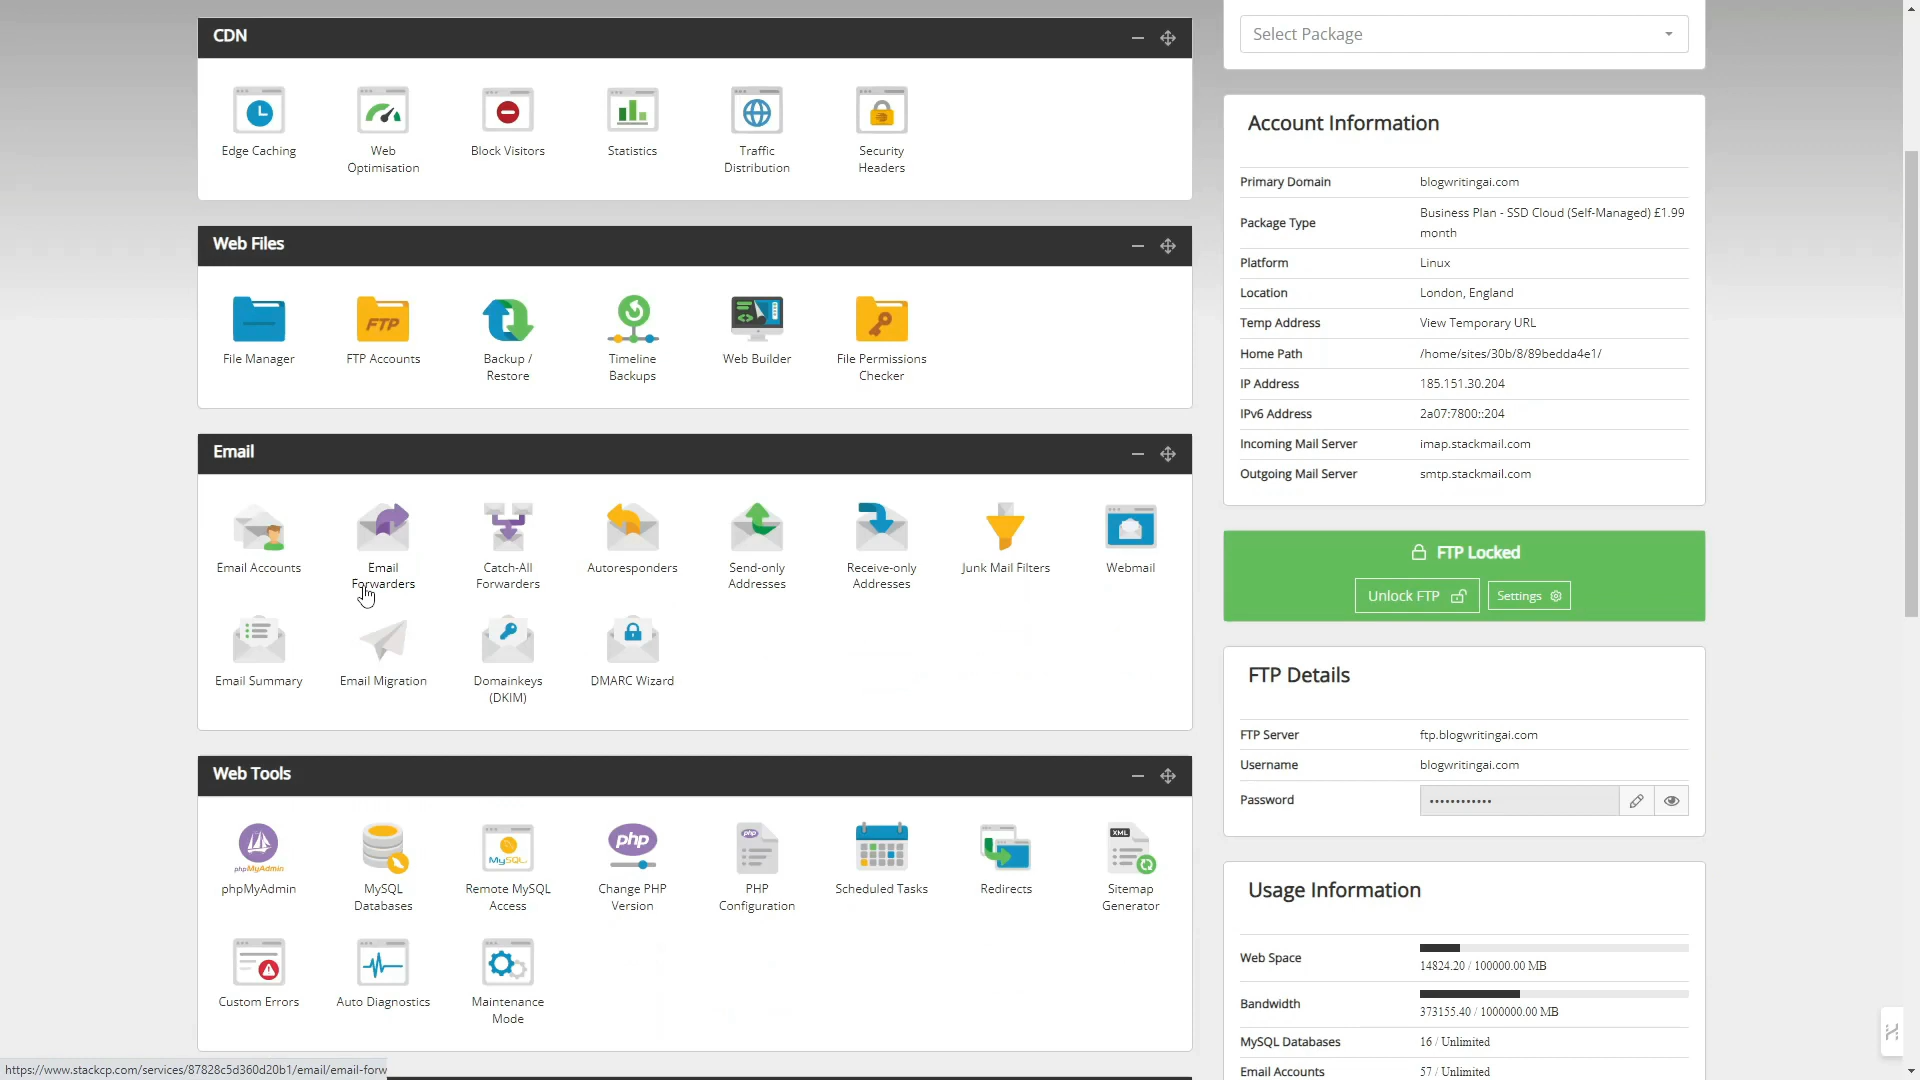 CDN
Edge Caching
Web
Optimisation
Block Visitors
Statistics
Traffic
Distribution
Security
Headers
Web Files
File Manager
FTP
FTP Accounts
Backup /
Restore
Timeline
Backups
Web Builder
File Permissions
Checker
Email
Email Accounts
Email
Forwarders
Catch-All
Forwarders
Autoresponders
Send-only
Addresses
Receive-only
Addresses
Junk Mail Filters
Webmail
Email Summary
Email Migration
Domainkeys
(DKIM)
DMARC Wizard
Web Tools
phpMyAdmin
phpMyAdmin
MySQL
Databases
MySQL
Remote MySQL
Access
php
Change PHP
Version
php
PHP
Configuration
Scheduled Tasks
Redirects
XML
Sitemap
Generator
Custom Errors
Auto Diagnostics
Maintenance
Mode
https://www.stackcp.com/services/87828c5d360d20b1/email/email-forw
Select Package
Account Information
Primary Domain blogwritingai.com
Package Type Business Plan - SSD Cloud (Self-Managed) £1.99
month
Platform Linux
Location London, England
Temp Address View Temporary URL
Home Path /home/sites/30b/8/89bedda4e1/
IP Address 185.151.30.204
IPv6 Address 2a07:7800::204
Incoming Mail Server imap.stackmail.com
Outgoing Mail Server smtp.stackmail.com
FTP Locked
Unlock FTP Settings
FTP Details
FTP Server ftp.blogwritingai.com
Username blogwritingai.com
Password ••••••••••••
Usage Information
Web Space 14824.20 / 100000.00 MB
Bandwidth 373155.40 / 1000000.00 MB
MySQL Databases 16 / Unlimited
Email Accounts 57 / Unlimited